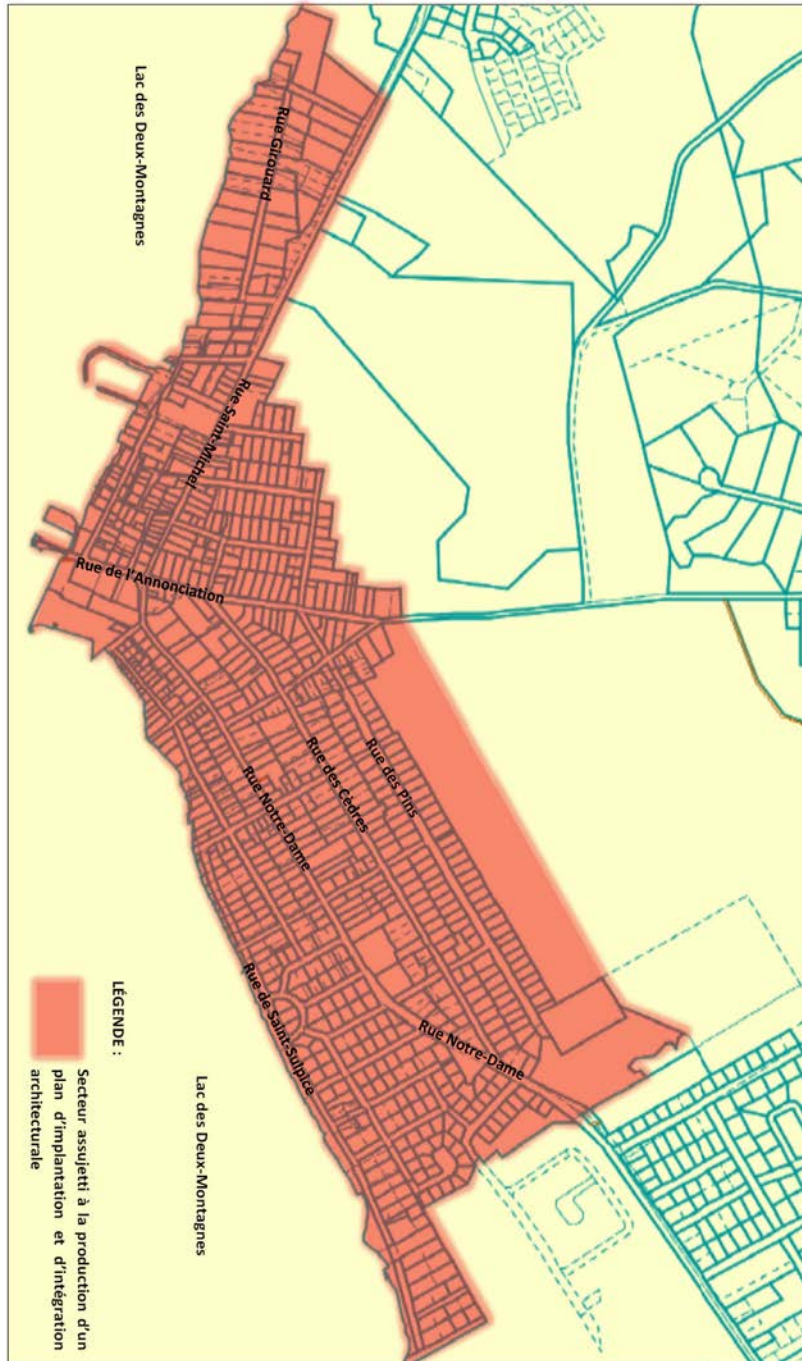 Lac des Deux-Montagnes
Rue Girouard
Rue Saint-Michel
Rue de l'Annonciation
Rue des Pins
Rue des Cèdres
Rue Notre-Dame
Rue Notre-Dame
Rue de Saint-Sulpice
Lac des Deux-Montagnes
LÉGENDE :
Secteur assujetti à la production d'un
plan d'implantation et d'intégration
architecturale